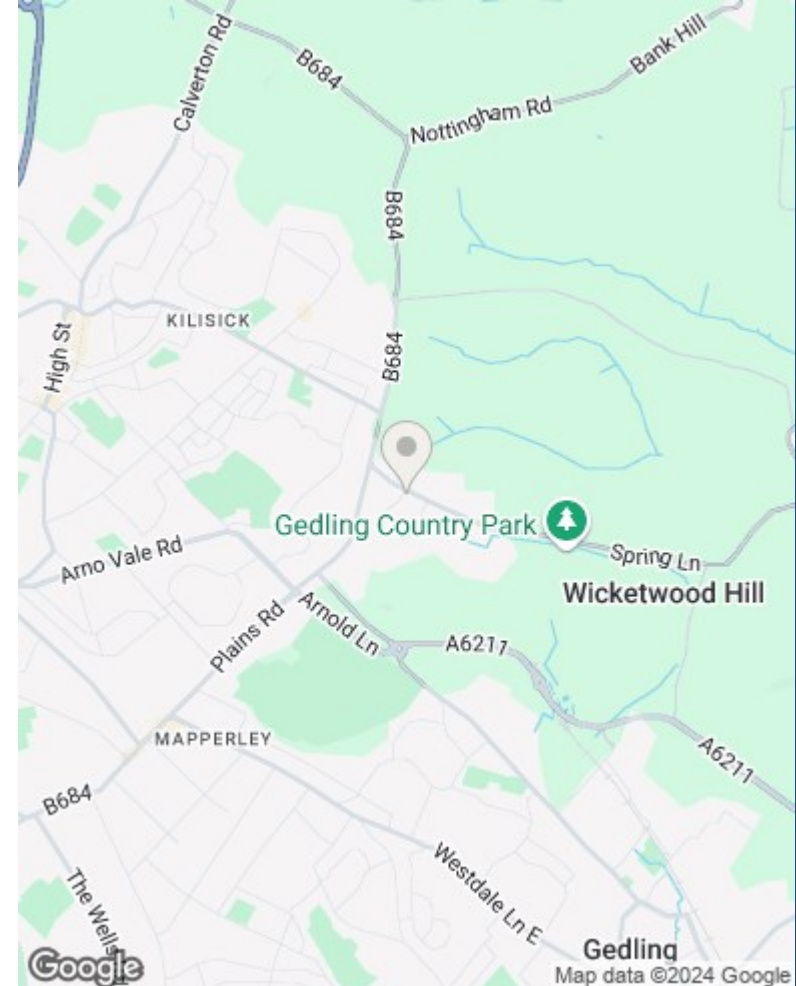 Calverton Rd
B684
Bank Hill
Nottingham Rd
B684
KILISICK
High St
B684
Gedling Country Park
Spring Ln
Arno Vale Rd
Wicketwood Hill
Arnold Ln
Plains Rd
A6211
MAPPERLEY
A6211
B684
Westdale Ln E
The Wells
Gedling
Google
Map data ©2024 Google